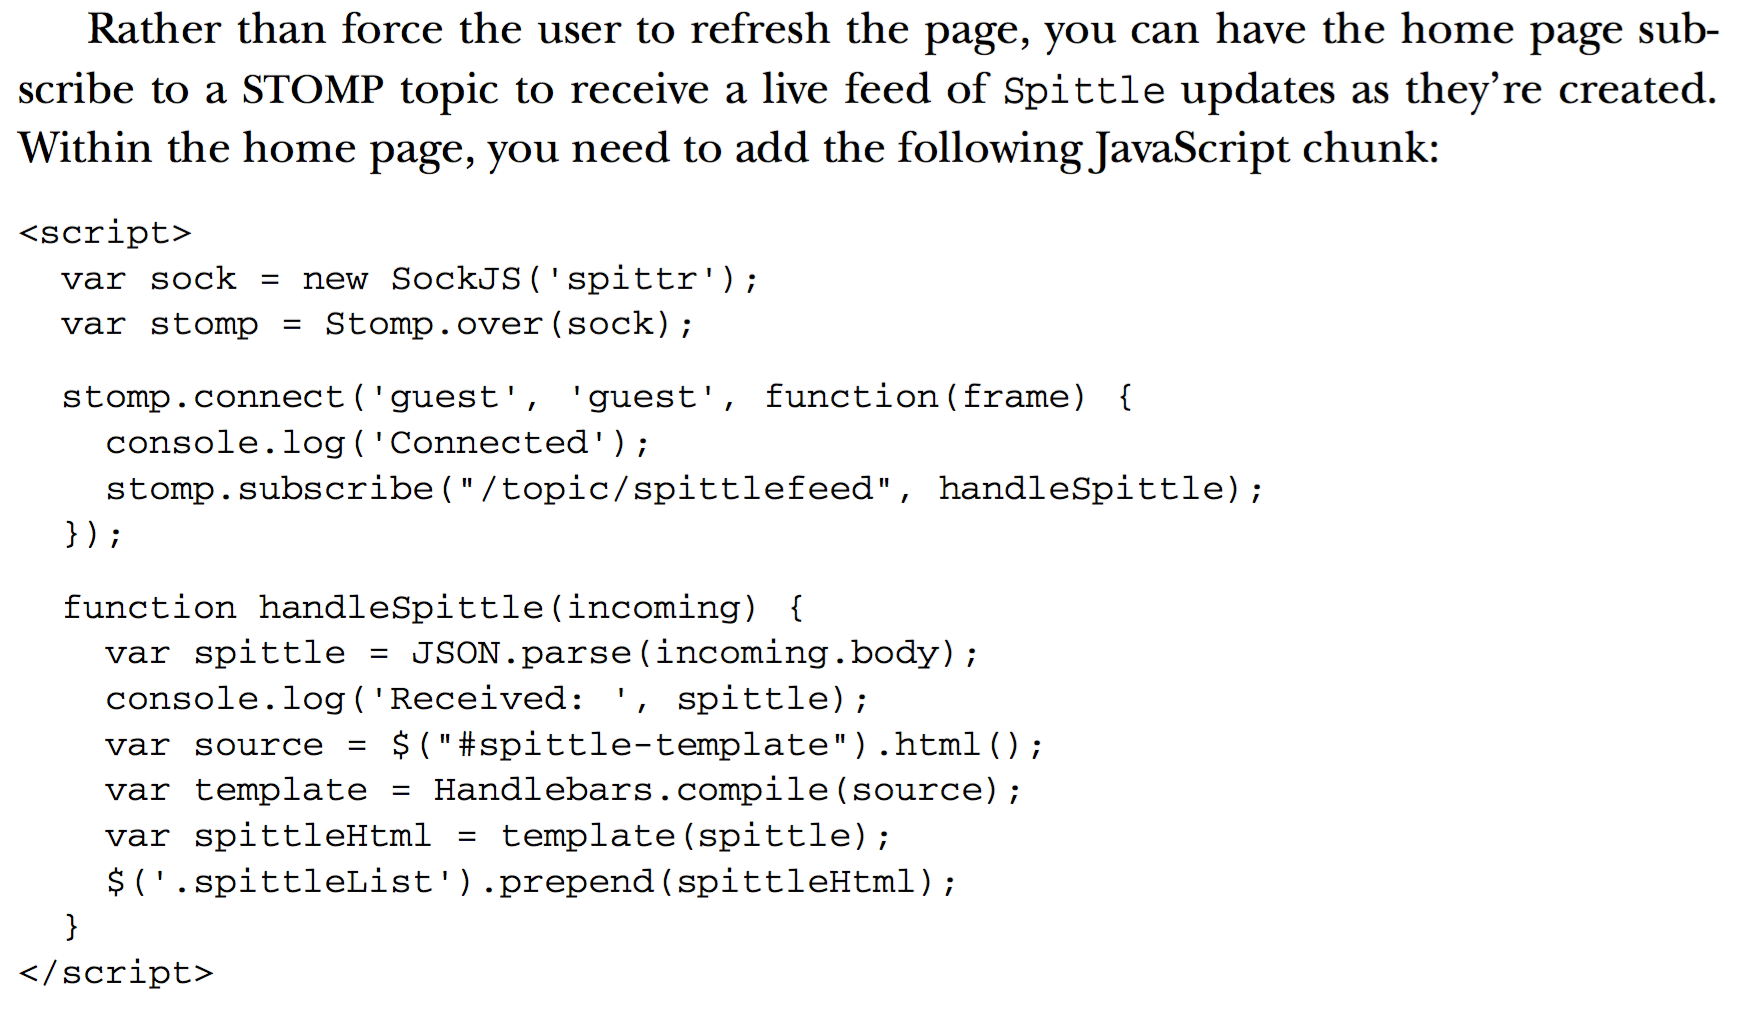 Rather than force the user to refresh the page, you can have the home page sub-
scribe to a STOMP topic to receive a live feed of Spittle updates as they’re created.
Within the home page, you need to add the following JavaScript chunk:
<script>
  var sock = new SockJS('spittr');
  var stomp = Stomp.over(sock);
  stomp.connect('guest', 'guest', function(frame) {
    console.log('Connected');
    stomp.subscribe("/topic/spittlefeed", handleSpittle);
  });
  function handleSpittle(incoming) {
    var spittle = JSON.parse(incoming.body);
    console.log('Received: ', spittle);
    var source = $("#spittle-template").html();
    var template = Handlebars.compile(source);
    var spittleHtml = template(spittle);
    $('.spittleList').prepend(spittleHtml);
  }
</script>